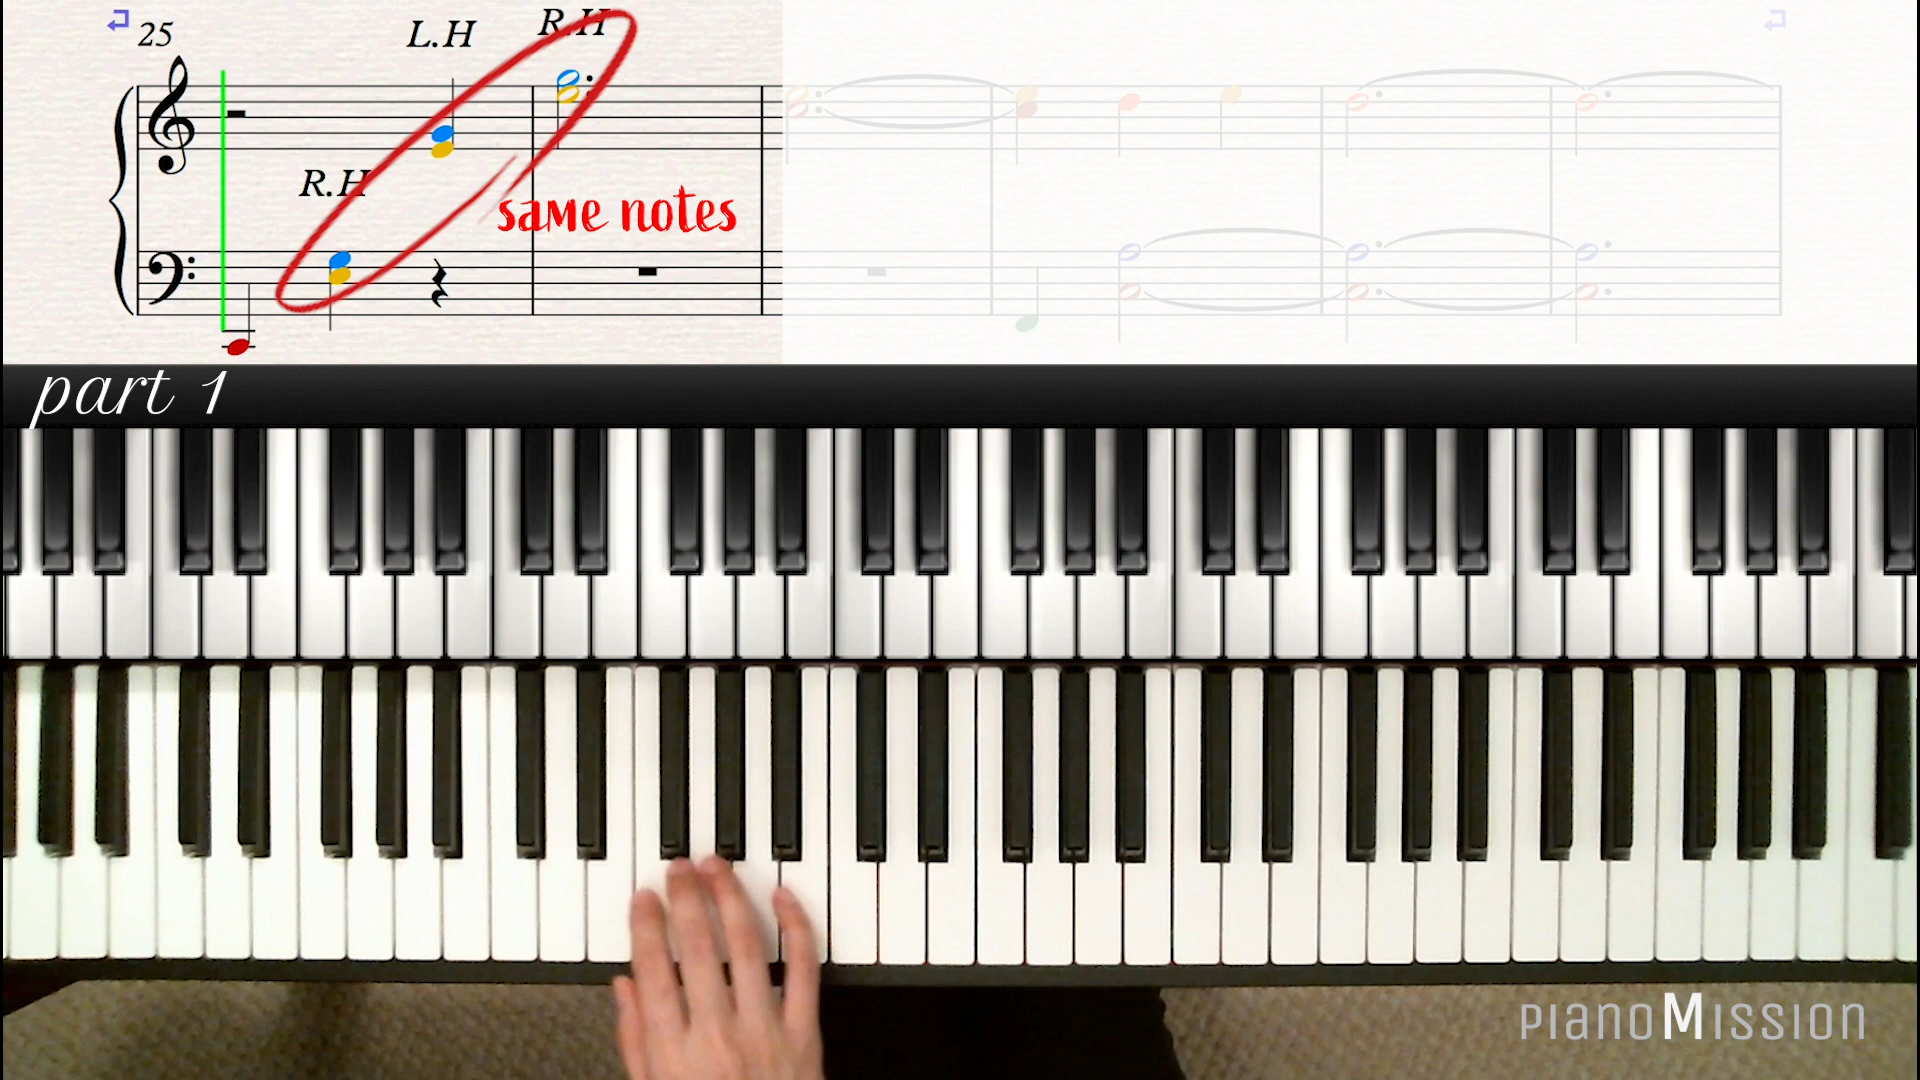 25
L.H
R.H
R.H
same notes
part 1
pianoMission